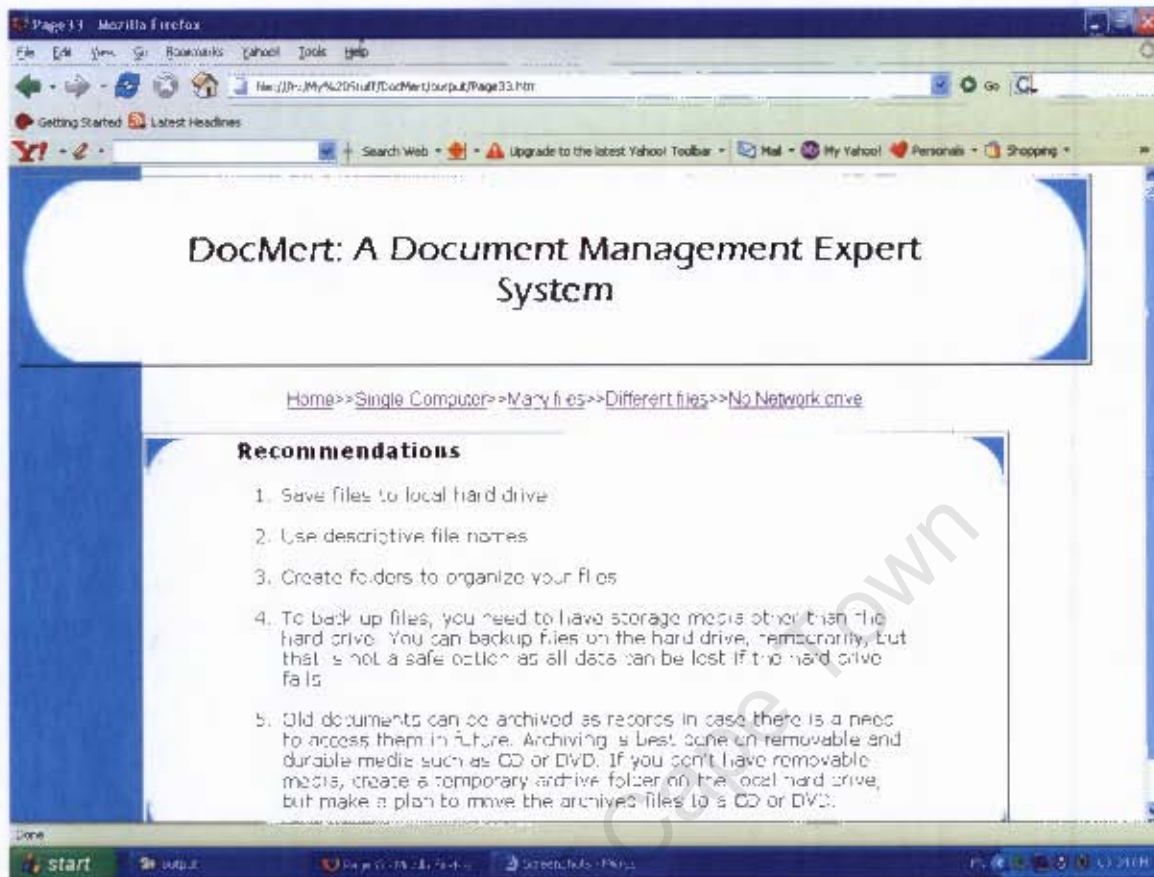 Page33 - Mozilla Firefox
File Edit View Go Bookmarks Yahoo! Tools Help
Go
Getting Started Latest Headlines
Y! Search Web Upgrade to the latest Yahoo! Toolbar Mail My Yahoo! Personals Shopping
DocMert: A Document Management Expert
System
Home>>Single Computer>>Many files>>Different files>>No Network drive
Recommendations
1. Save files to local hard drive
2. Use descriptive file names
3. Create folders to organize your files
4. To back up files, you need to have storage media other than the
hard drive. You can backup files on the hard drive, temporarily, but
that is not a safe option as all data can be lost if the hard drive
fails
5. Old documents can be archived as records in case there is a need
to access them in future. Archiving is best done on removable and
durable media such as CD or DVD. If you don't have removable
media, create a temporary archive folder on the local hard drive,
but make a plan to move the archived files to a CD or DVD.
Cape Town
Done
start output